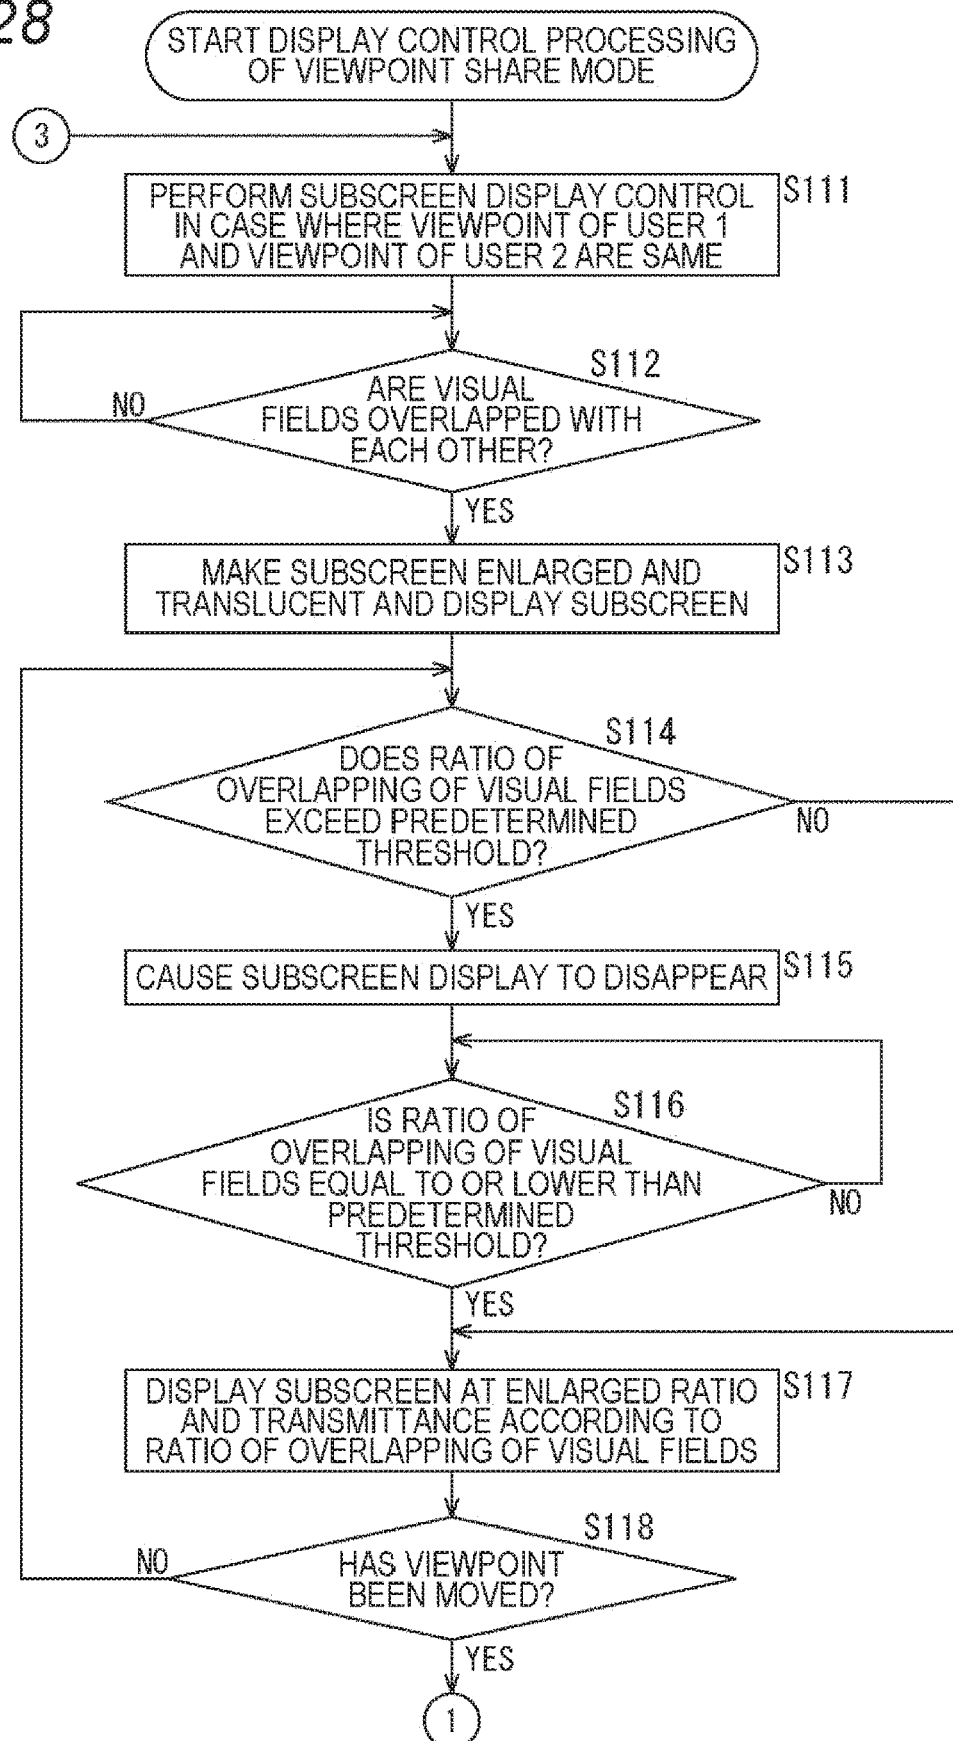 28
START DISPLAY CONTROL PROCESSING
OF VIEWPOINT SHARE MODE
3
PERFORM SUBSCREEN DISPLAY CONTROL
IN CASE WHERE VIEWPOINT OF USER 1
AND VIEWPOINT OF USER 2 ARE SAME
S111
S112
ARE VISUAL
FIELDS OVERLAPPED WITH
EACH OTHER?
NO
YES
MAKE SUBSCREEN ENLARGED AND
TRANSLUCENT AND DISPLAY SUBSCREEN
S113
S114
DOES RATIO OF
OVERLAPPING OF VISUAL FIELDS
EXCEED PREDETERMINED
THRESHOLD?
NO
YES
CAUSE SUBSCREEN DISPLAY TO DISAPPEAR
S115
S116
IS RATIO OF
OVERLAPPING OF VISUAL
FIELDS EQUAL TO OR LOWER THAN
PREDETERMINED
THRESHOLD?
NO
YES
DISPLAY SUBSCREEN AT ENLARGED RATIO
AND TRANSMITTANCE ACCORDING TO
RATIO OF OVERLAPPING OF VISUAL FIELDS
S117
S118
HAS VIEWPOINT
BEEN MOVED?
NO
YES
1